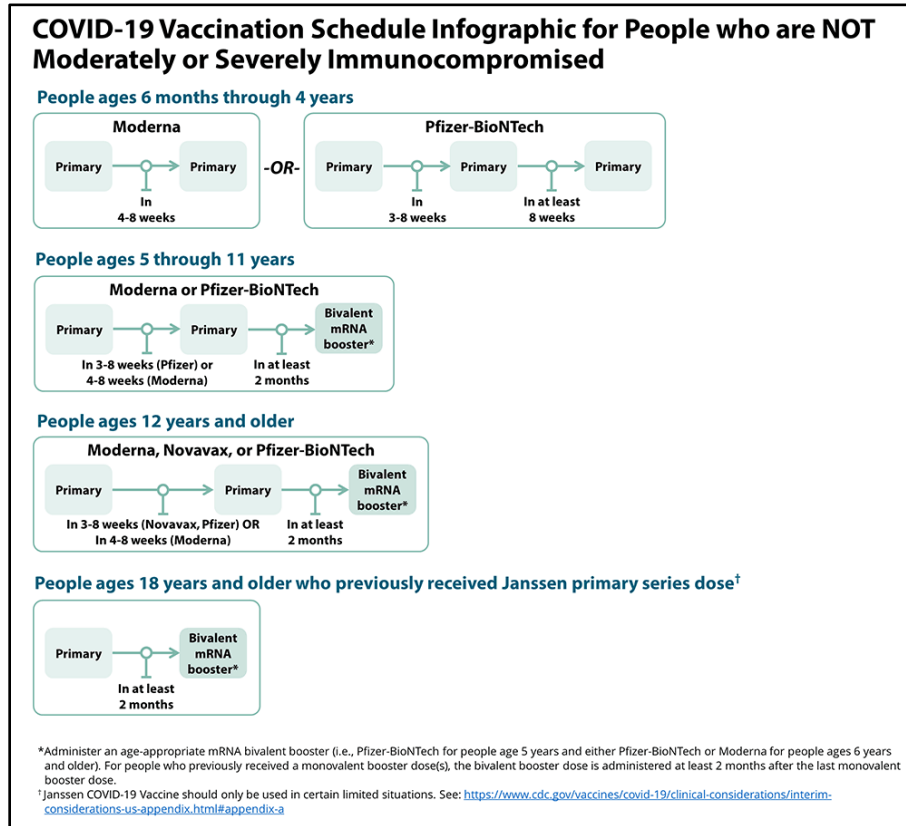 COVID-19 Vaccination Schedule Infographic for People who are NOT
Moderately or Severely Immunocompromised
People ages 6 months through 4 years
Moderna
Primary
Primary
In
4-8 weeks
-OR-
Pfizer-BioNTech
Primary
Primary
Primary
In
3-8 weeks
In at least
8 weeks
People ages 5 through 11 years
Moderna or Pfizer-BioNTech
Primary
Primary
Bivalent
mRNA
booster*
In 3-8 weeks (Pfizer) or
4-8 weeks (Moderna)
In at least
2 months
People ages 12 years and older
Moderna, Novavax, or Pfizer-BioNTech
Primary
Primary
Bivalent
mRNA
booster*
In 3-8 weeks (Novavax, Pfizer) OR
In 4-8 weeks (Moderna)
In at least
2 months
People ages 18 years and older who previously received Janssen primary series dose†
Primary
Bivalent
mRNA
booster*
In at least
2 months
*Administer an age-appropriate mRNA bivalent booster (i.e., Pfizer-BioNTech for people age 5 years and either Pfizer-BioNTech or Moderna for people ages 6 years
and older). For people who previously received a monovalent booster dose(s), the bivalent booster dose is administered at least 2 months after the last monovalent
booster dose.
† Janssen COVID-19 Vaccine should only be used in certain limited situations. See: https://www.cdc.gov/vaccines/covid-19/clinical-considerations/interim-
considerations-us-appendix.html#appendix-a